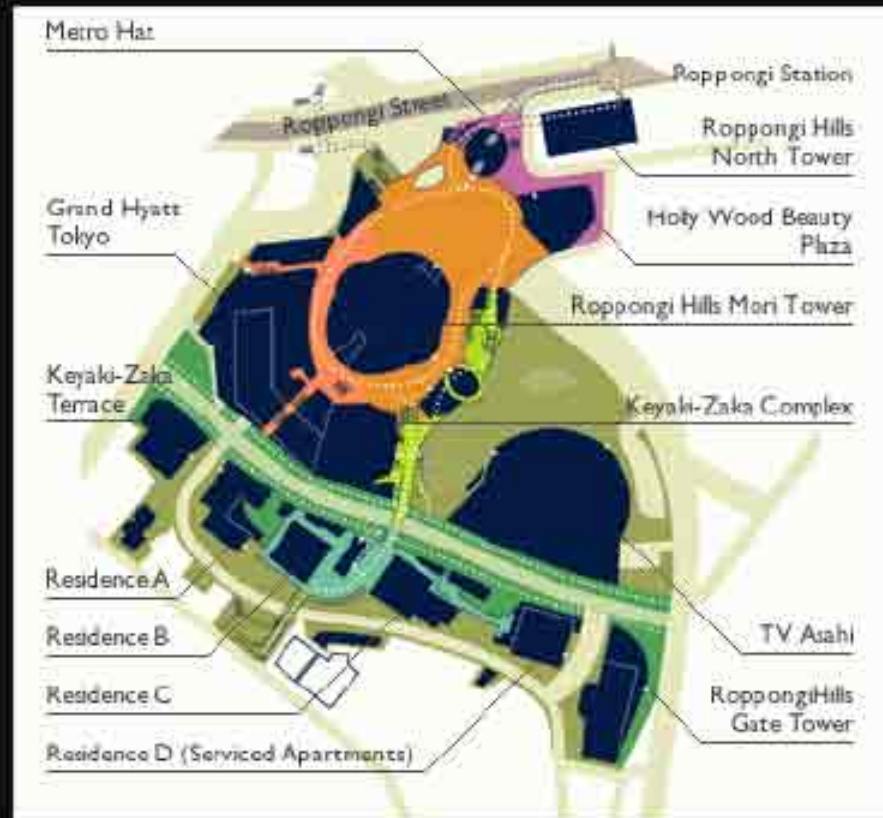 Metro Hat
Roppongi Street
Roppongi Station
Roppongi Hills
North Tower
Grand Hyatt
Tokyo
Holly Wood Beauty
Plaza
Roppongi Hills Mori Tower
Keyaki-Zaka
Terrace
Keyaki-Zaka Complex
Residence A
Residence B
TV Asahi
Residence C
RoppongiHills
Gate Tower
Residence D (Serviced Apartments)